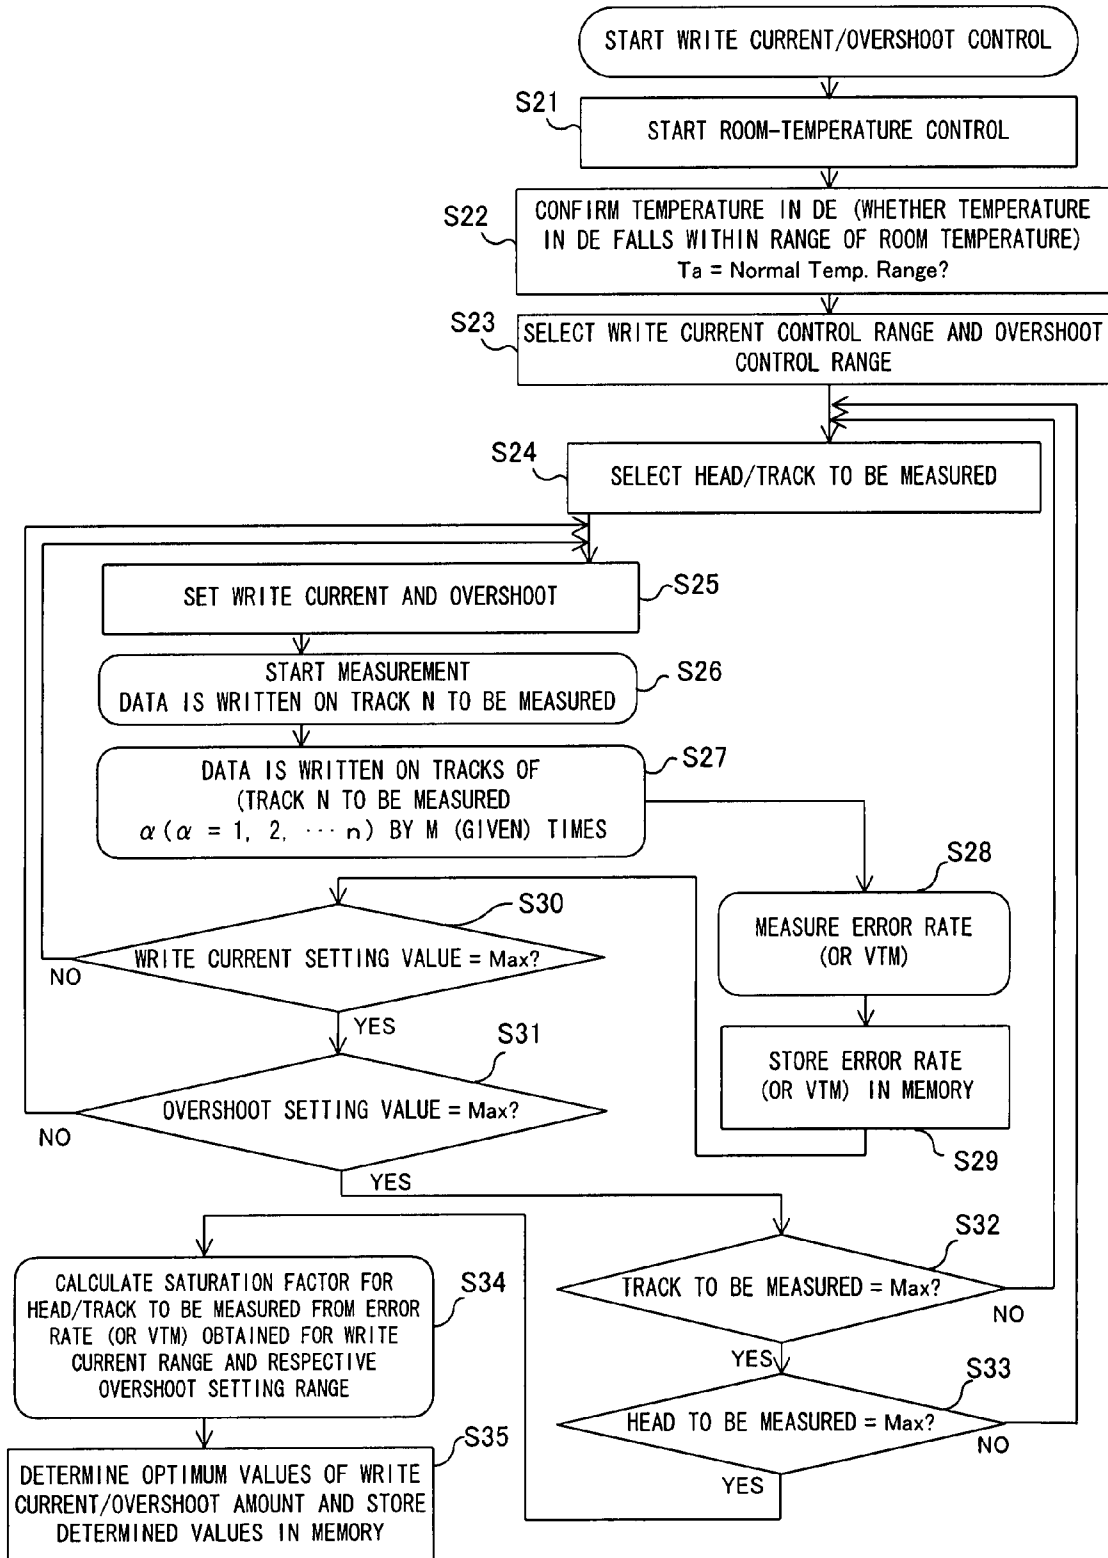 START WRITE CURRENT/OVERSHOOT CONTROL
S21
START ROOM-TEMPERATURE CONTROL
S22
CONFIRM TEMPERATURE IN DE (WHETHER TEMPERATURE
IN DE FALLS WITHIN RANGE OF ROOM TEMPERATURE)
Ta = Normal Temp. Range?
S23
SELECT WRITE CURRENT CONTROL RANGE AND OVERSHOOT
CONTROL RANGE
S24
SELECT HEAD/TRACK TO BE MEASURED
SET WRITE CURRENT AND OVERSHOOT
S25
START MEASUREMENT
DATA IS WRITTEN ON TRACK N TO BE MEASURED
S26
DATA IS WRITTEN ON TRACKS OF
(TRACK N TO BE MEASURED
α(α = 1, 2, ··· n) BY M (GIVEN) TIMES
S27
S28
MEASURE ERROR RATE
(OR VTM)
STORE ERROR RATE
(OR VTM) IN MEMORY
S29
S30
WRITE CURRENT SETTING VALUE = Max?
NO
YES
S31
OVERSHOOT SETTING VALUE = Max?
NO
YES
S32
TRACK TO BE MEASURED = Max?
NO
YES
S33
HEAD TO BE MEASURED = Max?
NO
YES
CALCULATE SATURATION FACTOR FOR
HEAD/TRACK TO BE MEASURED FROM ERROR
RATE (OR VTM) OBTAINED FOR WRITE
CURRENT RANGE AND RESPECTIVE
OVERSHOOT SETTING RANGE
S34
S35
DETERMINE OPTIMUM VALUES OF WRITE
CURRENT/OVERSHOOT AMOUNT AND STORE
DETERMINED VALUES IN MEMORY